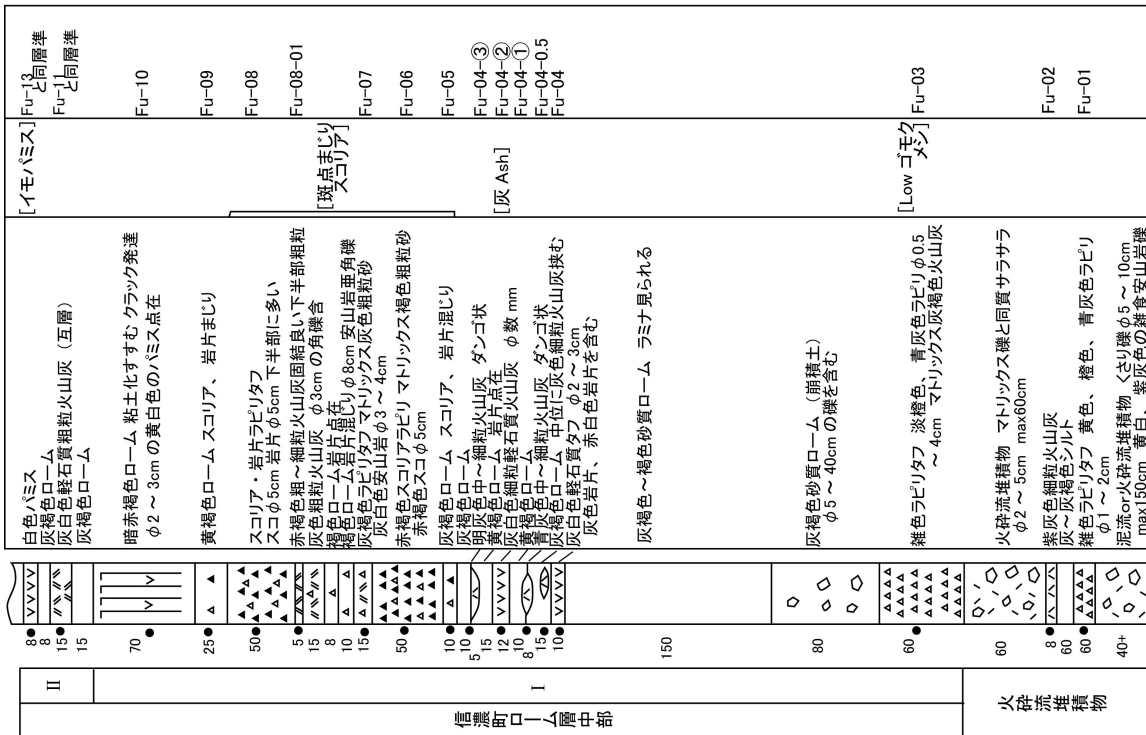 Fu-13
と同層準
Fu-11
と同層準
Fu-10
Fu-09
Fu-08
Fu-08-01
Fu-07
Fu-06
Fu-05
Fu-04-③
Fu-04-②
Fu-04-①
Fu-04-0.5
Fu-04
Fu-03
Fu-02
Fu-01
[イモパミス]
[斑点まじり
スコリア]
[灰 Ash]
[Low ゴモク
メシ]
白色パミス
灰褐色ローム
灰白色軽石質粗粒火山灰（互層）
灰褐色ローム
暗赤褐色ローム 粘土化すすむ クラック発達
φ2～3cmの黄白色のパミス点在
黄褐色ローム スコリア、岩片まじり
スコリア・岩片ラピリタフ
スコφ5cm 岩片φ5cm 下半部に多い
赤褐色粗～細粒火山灰固結良い下半部粗粒
灰色粗粒火山灰 φ3cmの角礫含
褐色ローム岩片点在
褐色ローム岩片混じりφ8cm 安山岩亜角礫
灰褐色ラピリタフマトリックス灰色粗粒砂
灰白色安山岩φ3～4cm
赤褐色スコリアラピリ マトリックス褐色粗粒砂
赤褐色スコφ5cm
灰褐色ローム スコリア、岩片混じり
灰褐色ローム
明灰色中～細粒火山灰 ダンゴ状
黄褐色ローム 岩片点在
灰白色細粒軽石質火山灰 φ数mm
黄褐色ローム
青灰色中～細粒火山灰 ダンゴ状
灰褐色ローム 中位に灰色細粒火山灰挟む
灰白色軽石質タフ φ2～3cm
灰色岩片、赤白色岩片を含む
灰褐色～褐色砂質ローム ラミナ見られる
灰褐色砂質ローム（崩積土）
φ5～40cmの礫を含む
雑色ラピリタフ 淡橙色、青灰色ラピリφ0.5
～4cm マトリックス灰褐色火山灰
火砕流堆積物 マトリックス礫と同質サラサラ
φ2～5cm max60cm
紫灰色細粒火山灰
灰～灰褐色シルト
雑色ラピリタフ 黄色、橙色、青灰色ラピリ
φ1～2cm
泥流or火砕流堆積物 くさり礫φ5～10cm
max150cm 黄白、紫灰色の雑食安山岩礫
8
8
15
15
70
25
50
5
15
8
10
15
50
10
10
5
15
12
10
8
15
10
150
80
60
60
8
60
60
40+
II
I
信濃町ローム層中部
火砕流堆積物